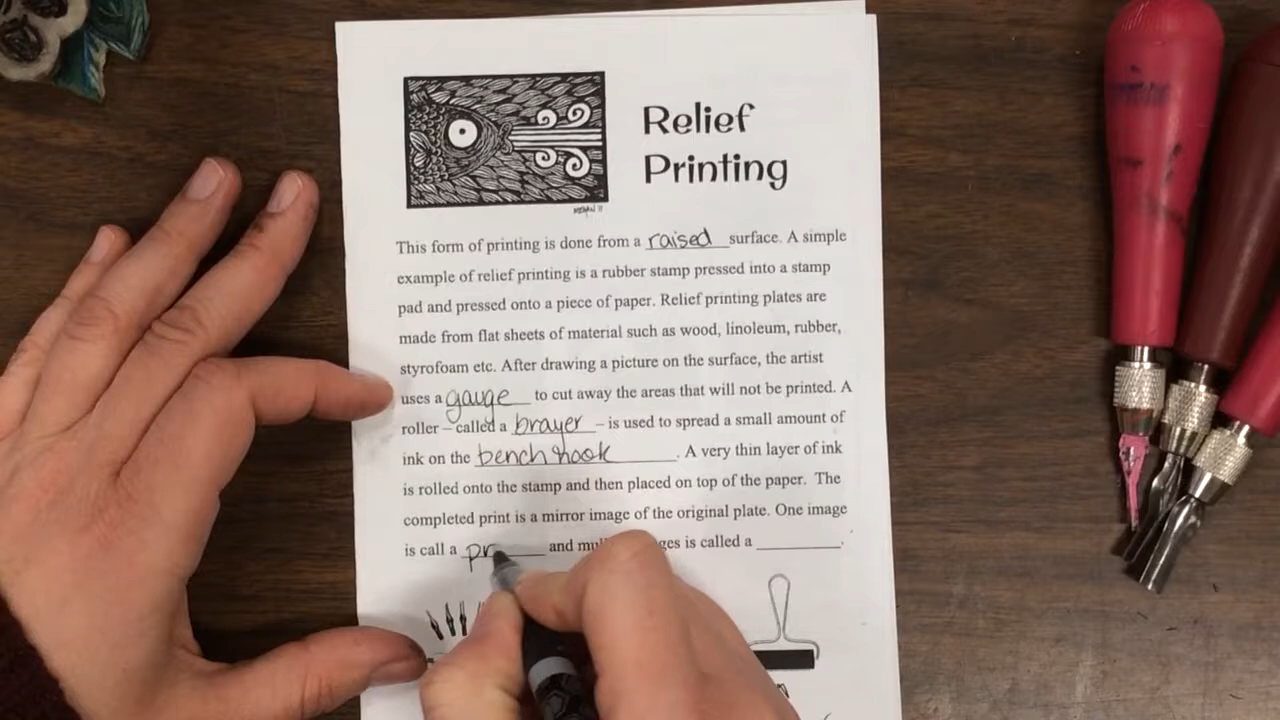 Relief
Printing
MEGAN 11
This form of printing is done from a raised surface. A simple
example of relief printing is a rubber stamp pressed into a stamp
pad and pressed onto a piece of paper. Relief printing plates are
made from flat sheets of material such as wood, linoleum, rubber,
styrofoam etc. After drawing a picture on the surface, the artist
uses a gauge to cut away the areas that will not be printed. A
roller – called a brayer – is used to spread a small amount of
ink on the bench hook. A very thin layer of ink
is rolled onto the stamp and then placed on top of the paper. The
completed print is a mirror image of the original plate. One image
is call a pr and mul ges is called a ________.